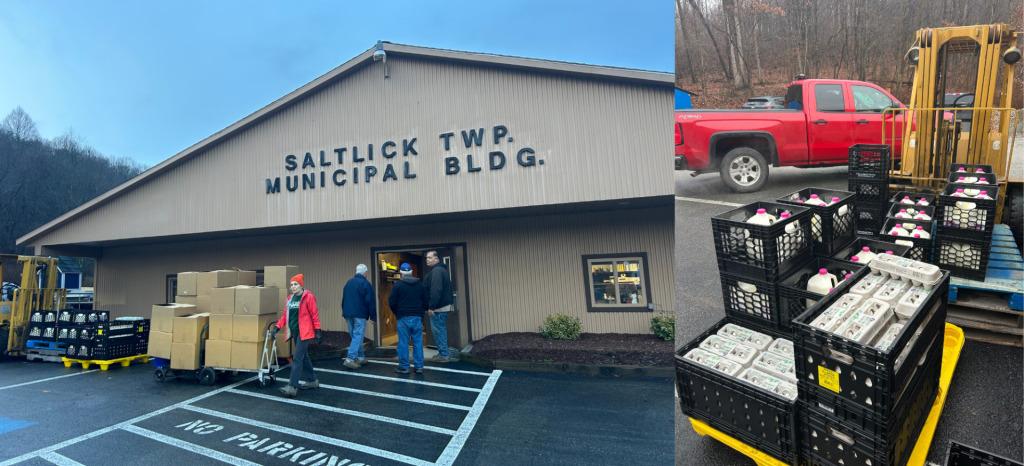 SALTLICK TWP.
MUNICIPAL BLDG.
NO PARKING